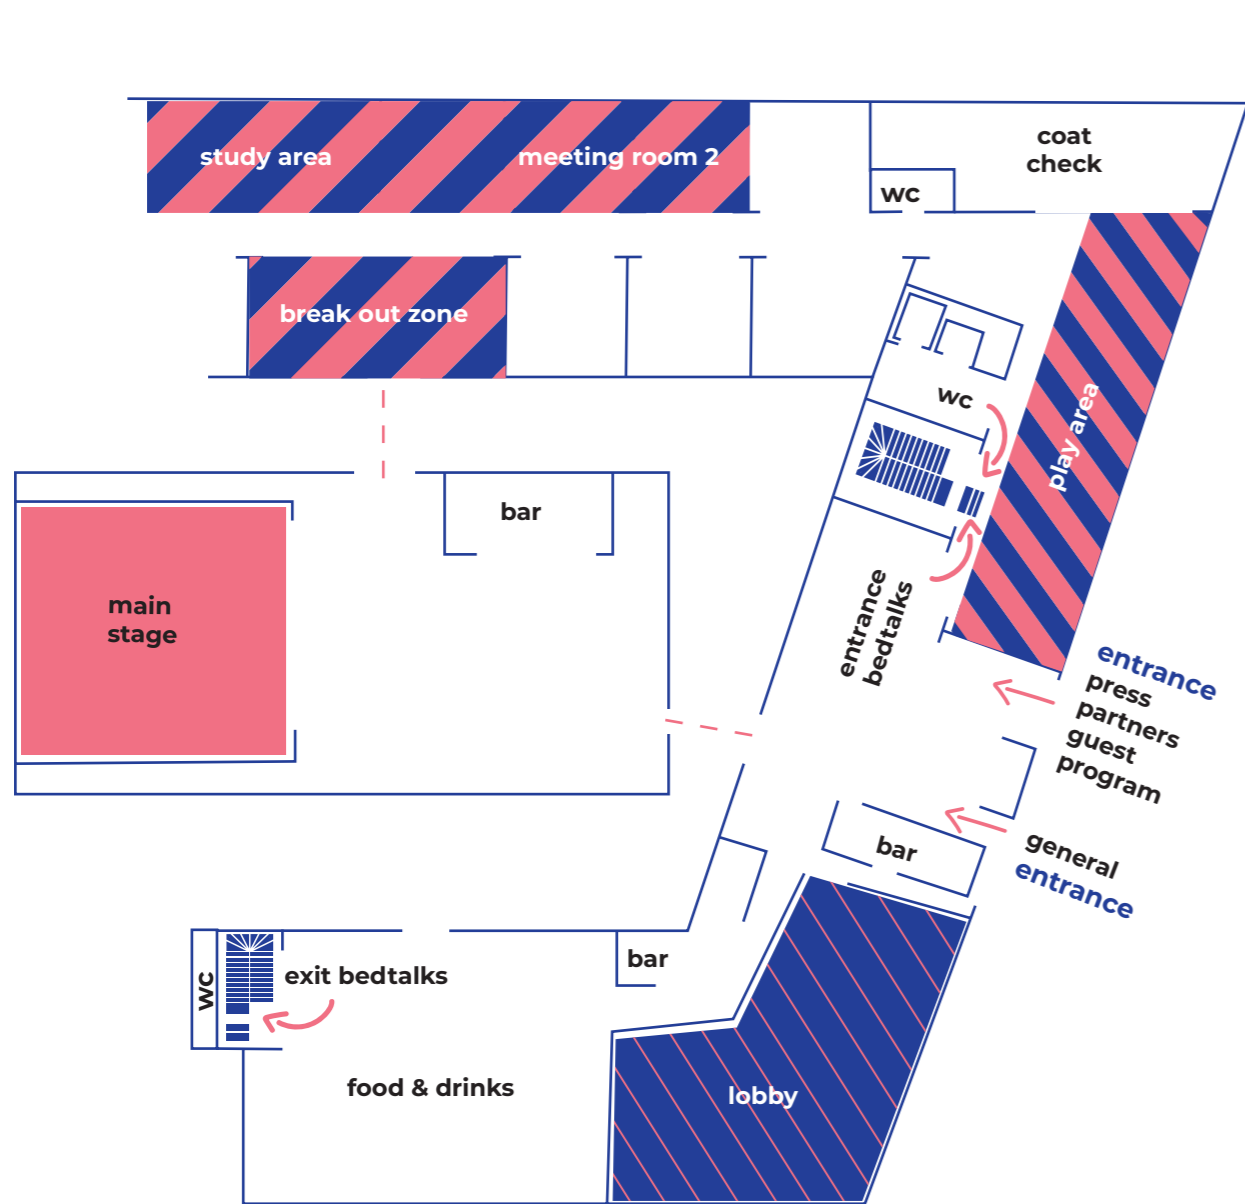 coat
check
study area
meeting room 2
wc
break out zone
wc
play area
bar
main
stage
entrance
bedtalks
entrance
press
partners
guest
program
general
entrance
bar
bar
wc
exit bedtalks
food & drinks
lobby